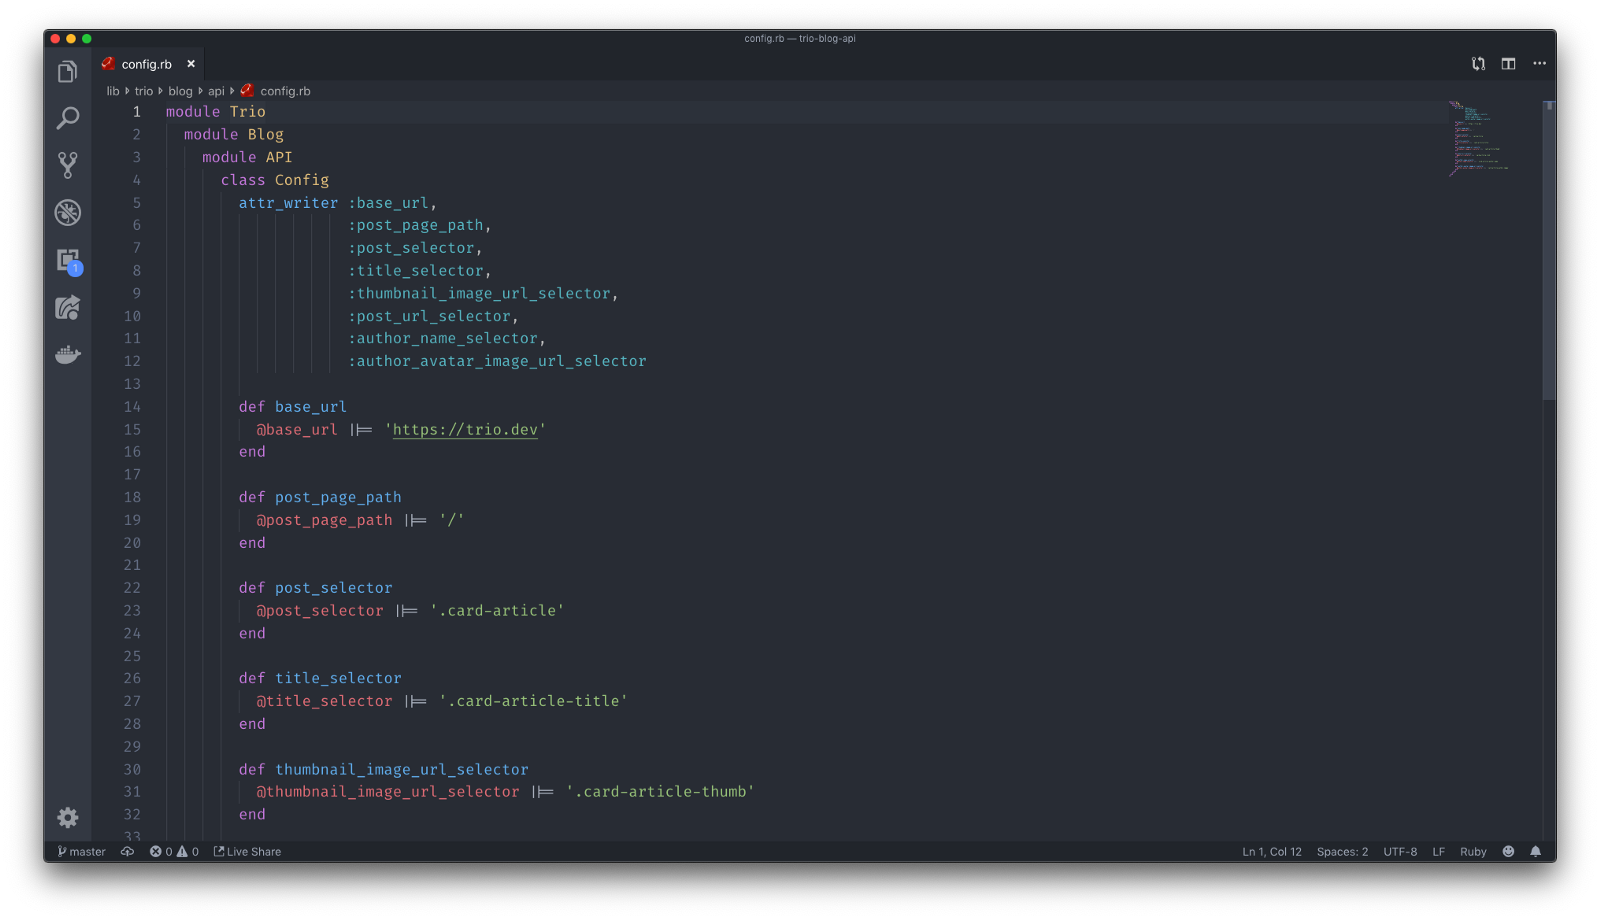 config.rb — trio-blog-api
config.rb ×
lib trio blog api config.rb
1 module Trio
2 module Blog
3 module API
4 class Config
5 attr_writer :base_url,
6 :post_page_path,
7 :post_selector,
8 :title_selector,
9 :thumbnail_image_url_selector,
10 :post_url_selector,
11 :author_name_selector,
12 :author_avatar_image_url_selector
13
14 def base_url
15 @base_url ||= 'https://trio.dev'
16 end
17
18 def post_page_path
19 @post_page_path ||= '/'
20 end
21
22 def post_selector
23 @post_selector ||= '.card-article'
24 end
25
26 def title_selector
27 @title_selector ||= '.card-article-title'
28 end
29
30 def thumbnail_image_url_selector
31 @thumbnail_image_url_selector ||= '.card-article-thumb'
32 end
33
1
master 0 0 Live Share Ln 1, Col 12 Spaces: 2 UTF-8 LF Ruby